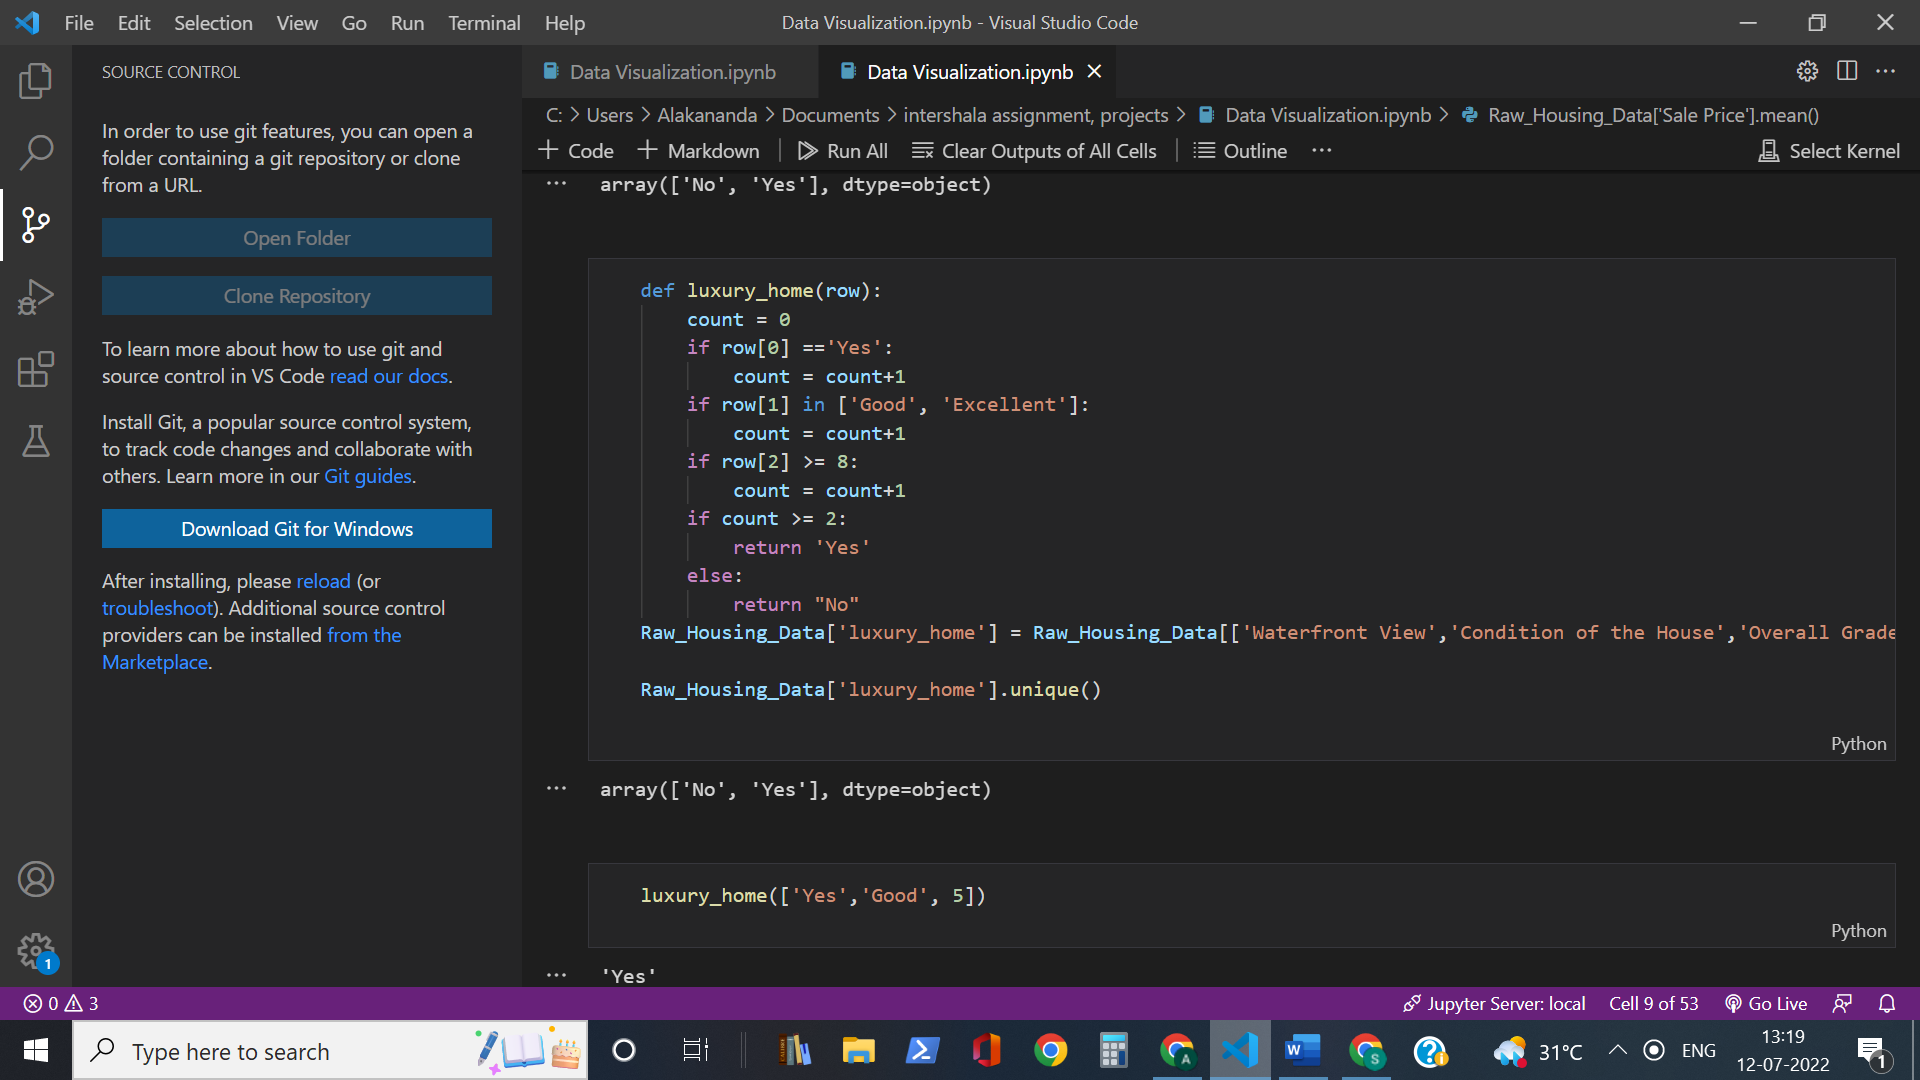 File Edit Selection View Go Run Terminal Help
Data Visualization.ipynb - Visual Studio Code
SOURCE CONTROL
In order to use git features, you can open a
folder containing a git repository or clone
from a URL.
Open Folder
Clone Repository
To learn more about how to use git and
source control in VS Code read our docs.
Install Git, a popular source control system,
to track code changes and collaborate with
others. Learn more in our Git guides.
Download Git for Windows
After installing, please reload (or
troubleshoot). Additional source control
providers can be installed from the
Marketplace.
1
Data Visualization.ipynb
Data Visualization.ipynb
C: > Users > Alakananda > Documents > intershala assignment, projects > Data Visualization.ipynb > Raw_Housing_Data['Sale Price'].mean()
+ Code + Markdown Run All Clear Outputs of All Cells Outline ... Select Kernel
... array(['No', 'Yes'], dtype=object)
def luxury_home(row):
    count = 0
    if row[0] =='Yes':
        count = count+1
    if row[1] in ['Good', 'Excellent']:
        count = count+1
    if row[2] >= 8:
        count = count+1
    if count >= 2:
        return 'Yes'
    else:
        return "No"
Raw_Housing_Data['luxury_home'] = Raw_Housing_Data[['Waterfront View','Condition of the House','Overall Grade
Raw_Housing_Data['luxury_home'].unique()
Python
... array(['No', 'Yes'], dtype=object)
luxury_home(['Yes','Good', 5])
Python
... 'Yes'
0 3
Jupyter Server: local Cell 9 of 53 Go Live
Type here to search
31°C ENG
13:19
12-07-2022
1